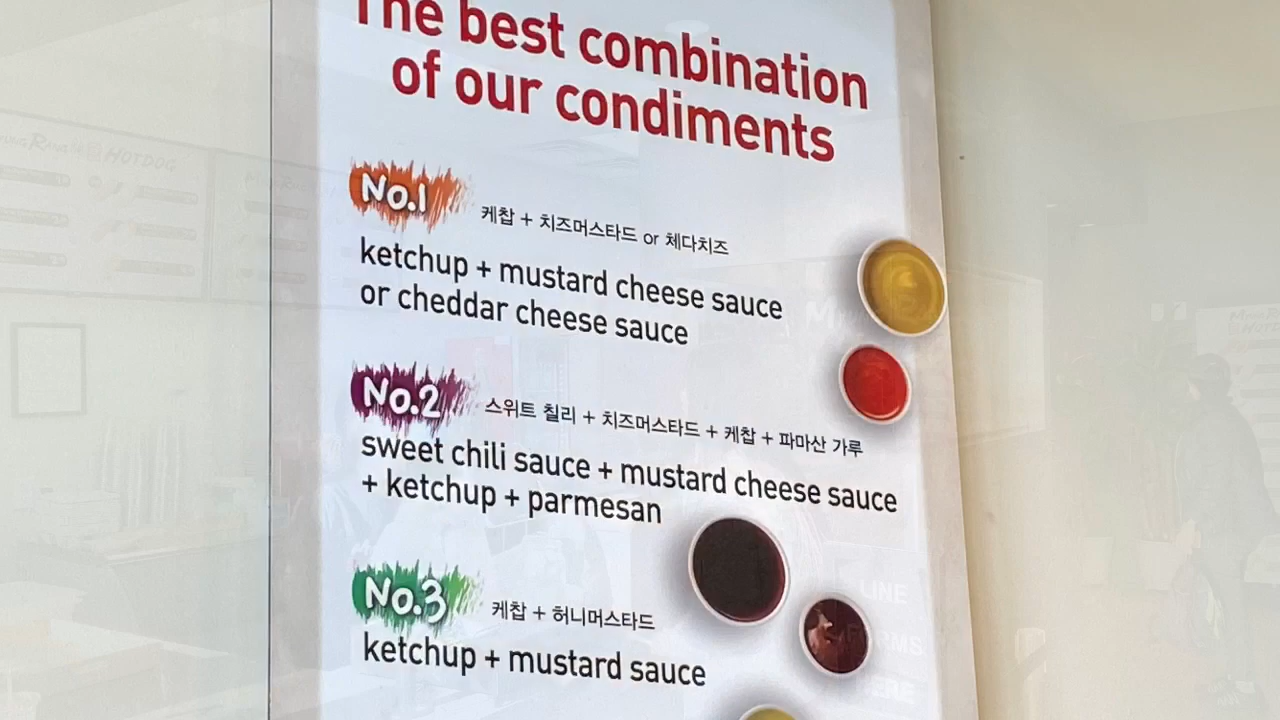 The best combination
of our condiments
No.1
케찹 + 치즈머스타드 or 체다치즈
ketchup + mustard cheese sauce
or cheddar cheese sauce
No.2
스위트 칠리 + 치즈머스타드 + 케찹 + 파마산 가루
sweet chili sauce + mustard cheese sauce
+ ketchup + parmesan
No.3
케찹 + 허니머스타드
ketchup + mustard sauce
LINE
HOTDOG